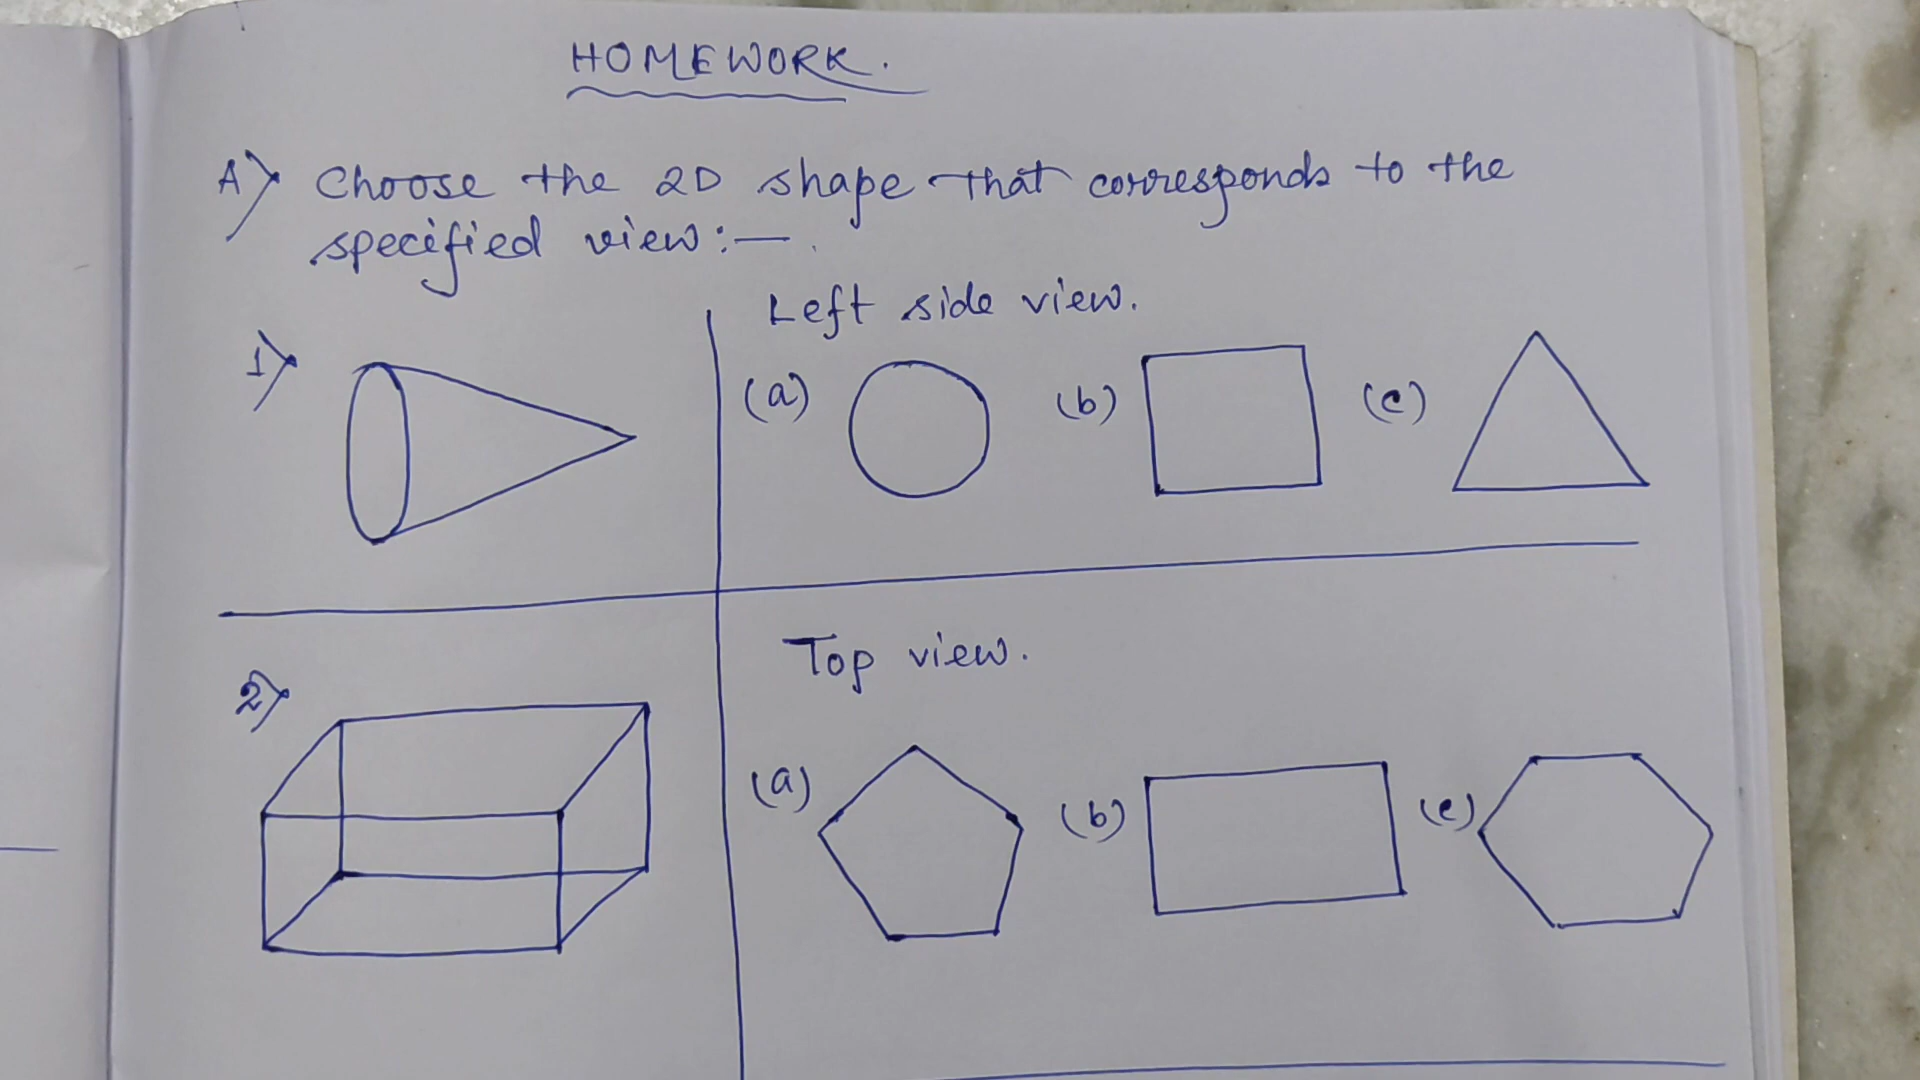 HOMEWORK.
A) Choose the 2D shape that corresponds to the
specified view:—.
Left side view.
1)
(a) (b) (c)
Top view.
2)
(a) (b) (c)